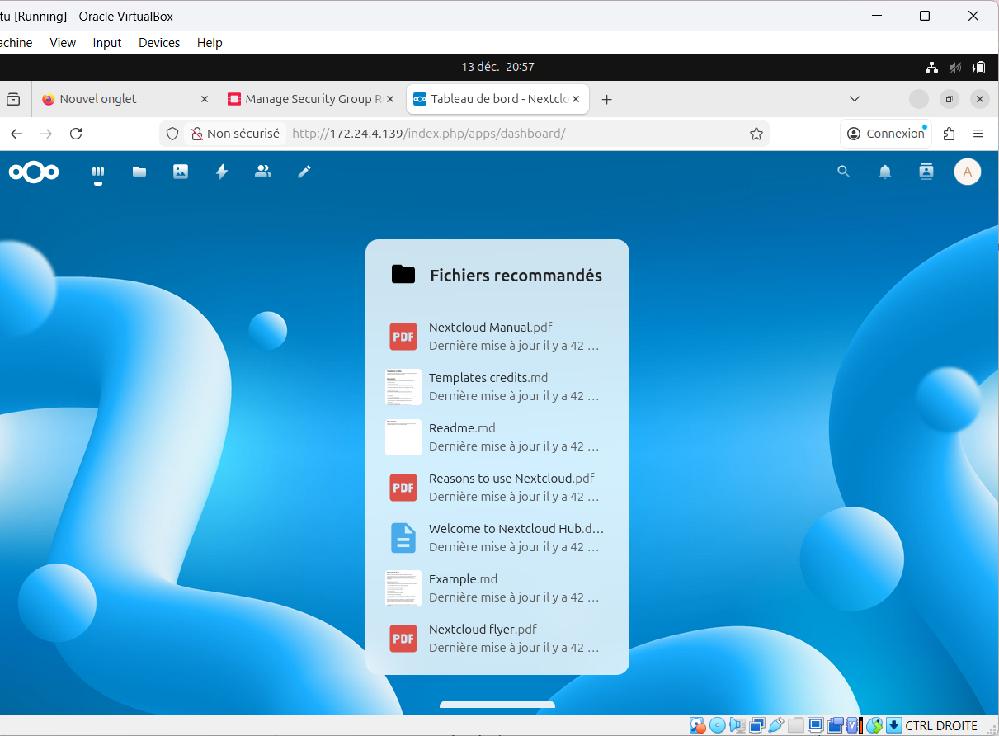 tu [Running] - Oracle VirtualBox
achine View Input Devices Help
13 déc. 20:57
Nouvel onglet
Manage Security Group R
Tableau de bord - Nextclo
Non sécurisé
http://172.24.4.139/index.php/apps/dashboard/
Connexion
A
Fichiers recommandés
PDF
Nextcloud Manual.pdf
Dernière mise à jour il y a 42 …
Templates credits.md
Dernière mise à jour il y a 42 …
Readme.md
Dernière mise à jour il y a 42 …
PDF
Reasons to use Nextcloud.pdf
Dernière mise à jour il y a 42 …
Welcome to Nextcloud Hub.d…
Dernière mise à jour il y a 42 …
Example.md
Dernière mise à jour il y a 42 …
PDF
Nextcloud flyer.pdf
Dernière mise à jour il y a 42 …
CTRL DROITE